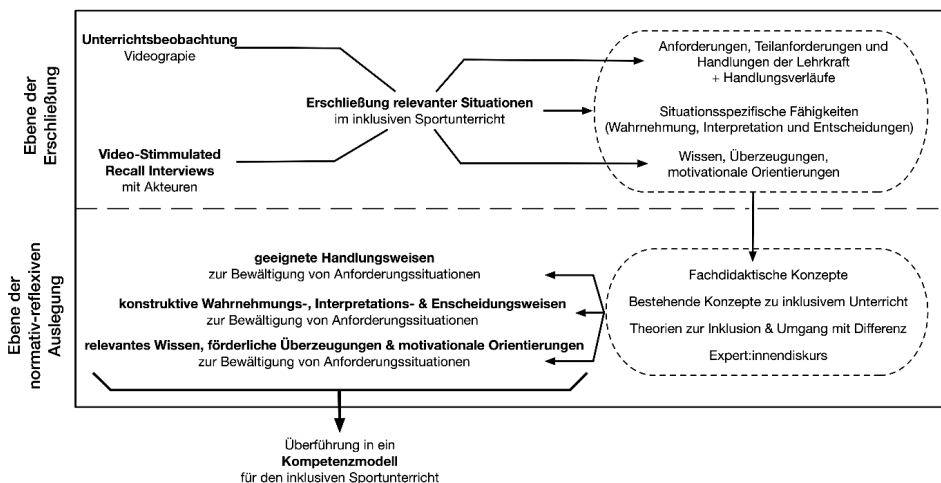 Ebene der
Erschließung
Unterrichtsbeobachtung
Videograpie
Video-Stimmulated
Recall Interviews
mit Akteuren
Erschließung relevanter Situationen
im inklusiven Sportunterricht
Anforderungen, Teilanforderungen und
Handlungen der Lehrkraft
+ Handlungsverläufe
Situationsspezifische Fähigkeiten
(Wahrnehmung, Interpretation und Entscheidungen)
Wissen, Überzeugungen,
motivationale Orientierungen
Ebene der
normativ-reflexiven
Auslegung
geeignete Handlungsweisen
zur Bewältigung von Anforderungssituationen
konstruktive Wahrnehmungs-, Interpretations- & Enscheidungsweisen
zur Bewältigung von Anforderungssituationen
relevantes Wissen, förderliche Überzeugungen & motivationale Orientierungen
zur Bewältigung von Anforderungssituationen
Fachdidaktische Konzepte
Bestehende Konzepte zu inklusivem Unterricht
Theorien zur Inklusion & Umgang mit Differenz
Expert:innendiskurs
Überführung in ein
Kompetenzmodell
für den inklusiven Sportunterricht